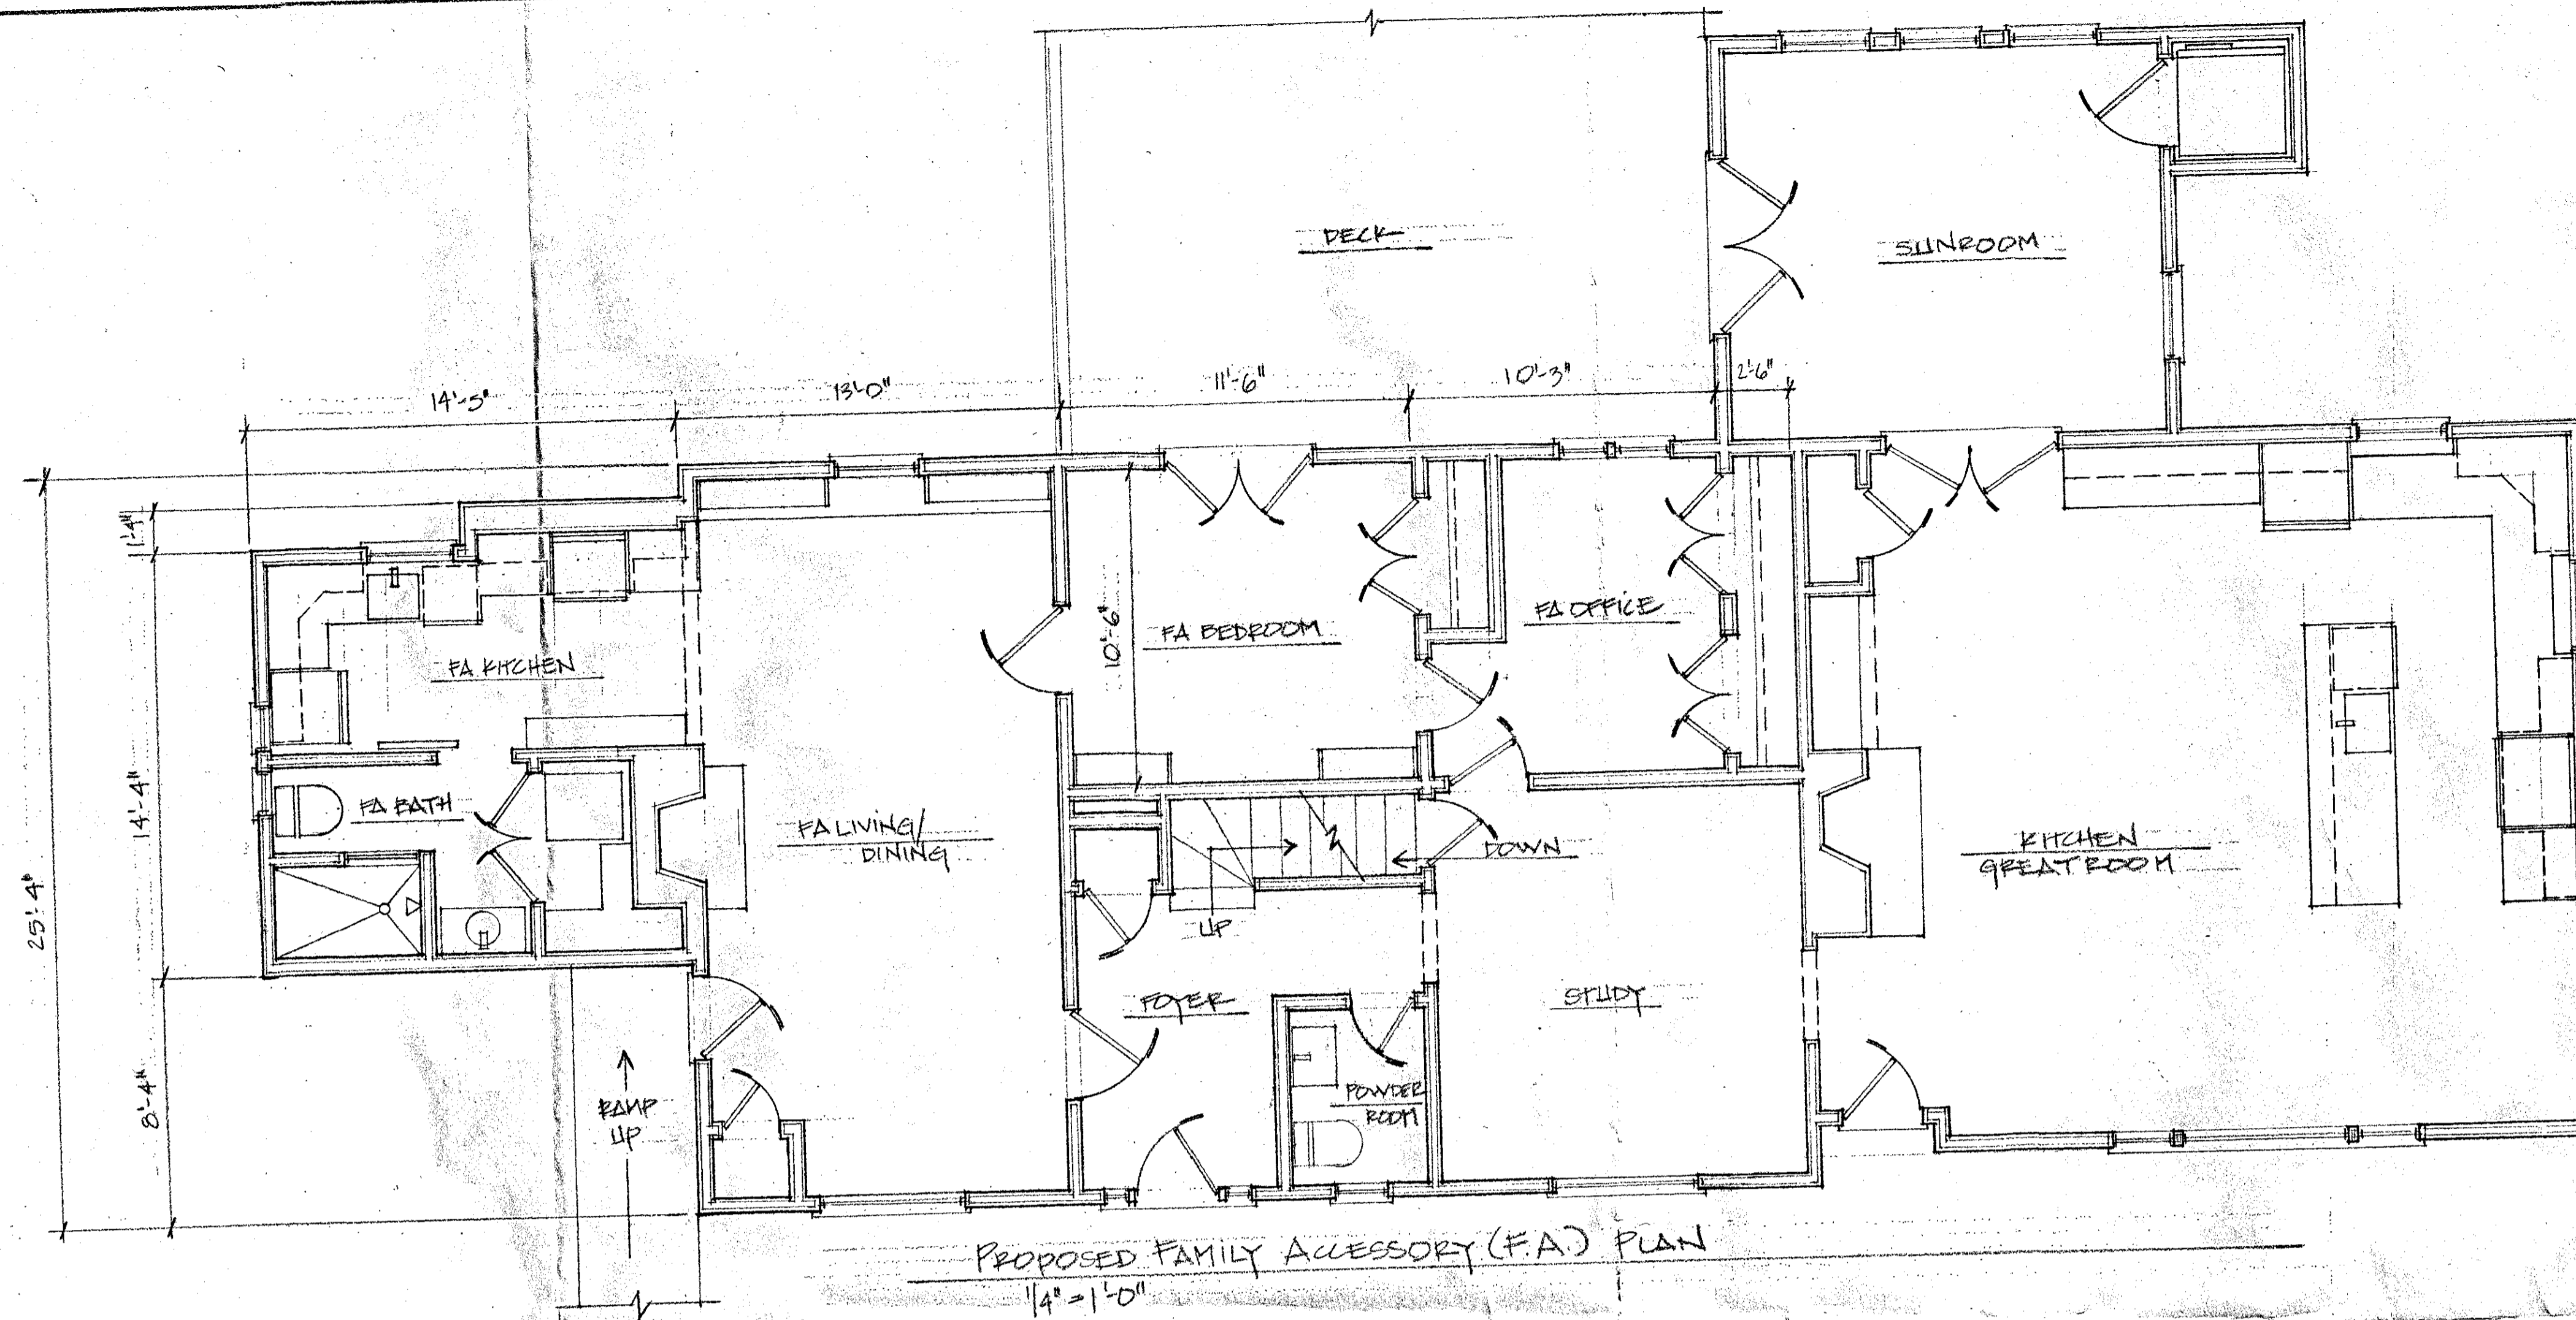 DECK
SUNROOM
14'-5"
13'-0"
11'-6"
10'-3"
2'-6"
1'-4"
FA KITCHEN
10'-6"
FA BEDROOM
FA OFFICE
14'-4"
25'-4"
FA BATH
FA LIVING/
DINING
DOWN
KITCHEN
GREAT ROOM
UP
FOYER
STUDY
8'-4"
RAMP
UP
POWDER
ROOM
PROPOSED FAMILY ACCESSORY (F.A.) PLAN
1/4" = 1'-0"